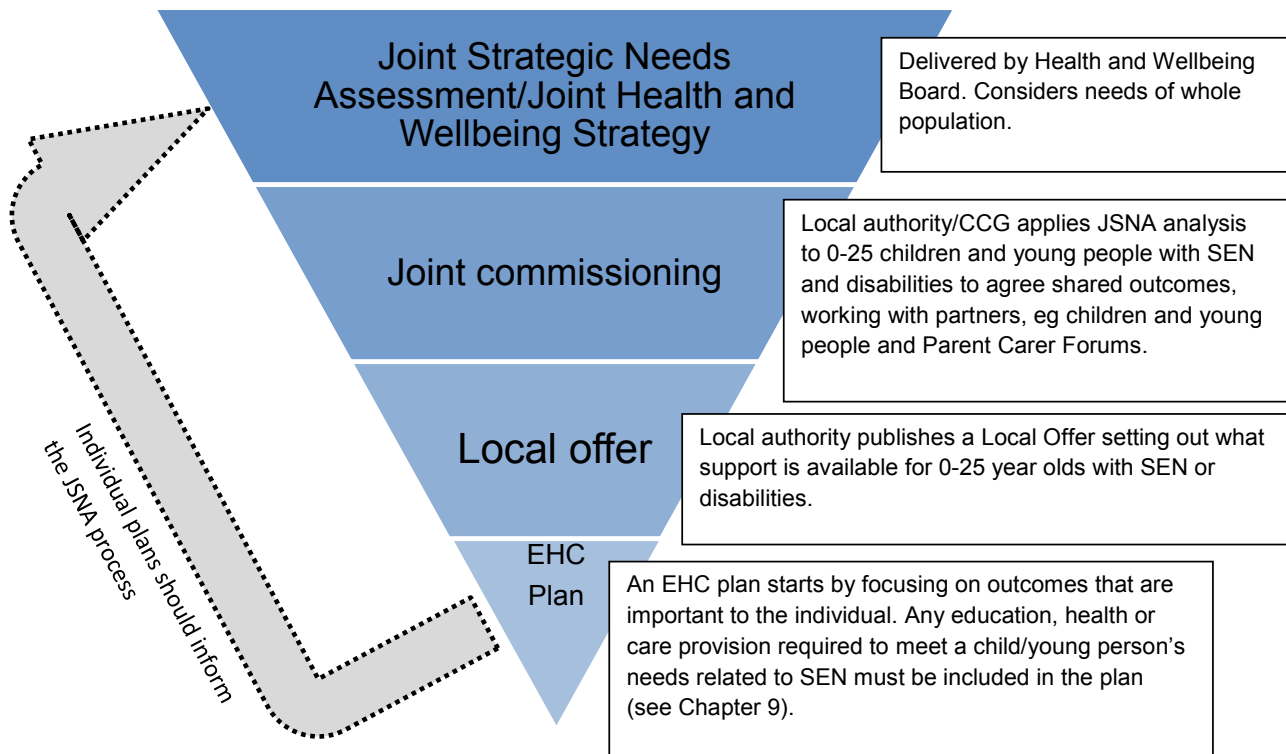 Joint Strategic Needs
Assessment/Joint Health and
Wellbeing Strategy
Delivered by Health and Wellbeing
Board. Considers needs of whole
population.
Joint commissioning
Local authority/CCG applies JSNA analysis
to 0-25 children and young people with SEN
and disabilities to agree shared outcomes,
working with partners, eg children and young
people and Parent Carer Forums.
Local offer
Local authority publishes a Local Offer setting out what
support is available for 0-25 year olds with SEN or
disabilities.
EHC
Plan
An EHC plan starts by focusing on outcomes that are
important to the individual. Any education, health or
care provision required to meet a child/young person’s
needs related to SEN must be included in the plan
(see Chapter 9).
Individual plans should inform
the JSNA process